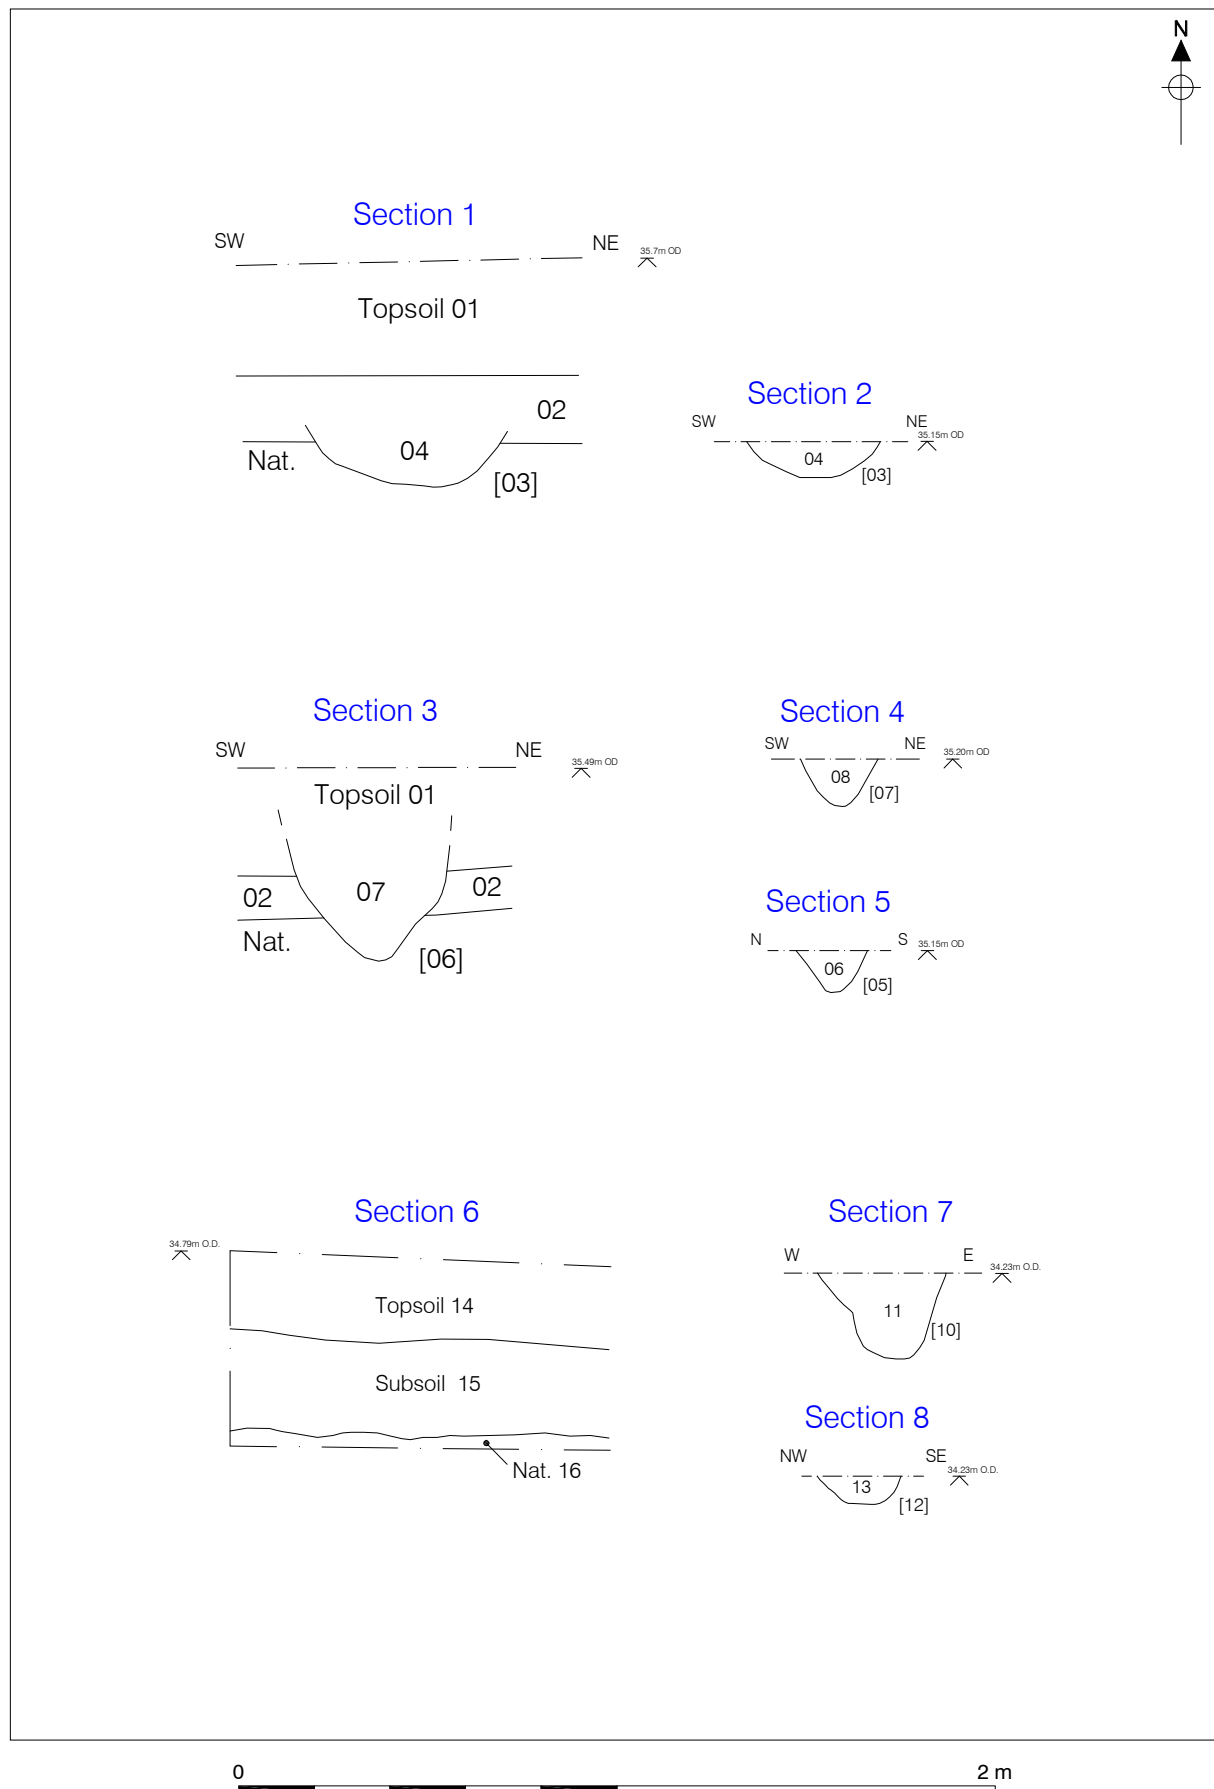 N
Section 1
SW NE 35.7m OD
Topsoil 01
02
04
Nat.
[03]
Section 2
SW NE 35.15m OD
04
[03]
Section 3
SW NE 35.49m OD
Topsoil 01
02 07 02
Nat. [06]
Section 4
SW NE 35.20m OD
08
[07]
Section 5
N S 35.15m OD
06
[05]
Section 6
34.79m O.D.
Topsoil 14
Subsoil 15
Nat. 16
Section 7
W E 34.23m O.D.
11
[10]
Section 8
NW SE 34.23m O.D.
13
[12]
0 2 m